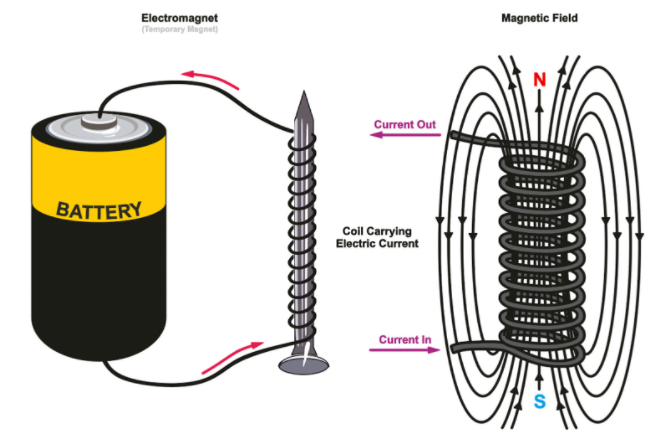 Electromagnet
(Temporary Magnet)
Magnetic Field
BATTERY
N
Current Out
Coil Carrying
Electric Current
Current In
S